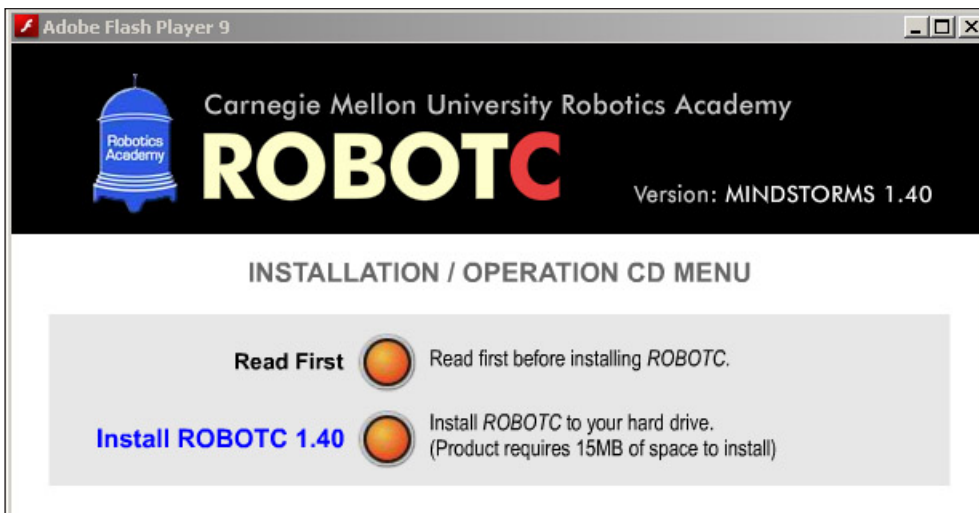 Adobe Flash Player 9
Carnegie Mellon University Robotics Academy
Robotics
Academy
ROBOTC
Version: MINDSTORMS 1.40
INSTALLATION / OPERATION CD MENU
Read First
Read first before installing ROBOTC.
Install ROBOTC 1.40
Install ROBOTC to your hard drive.
(Product requires 15MB of space to install)